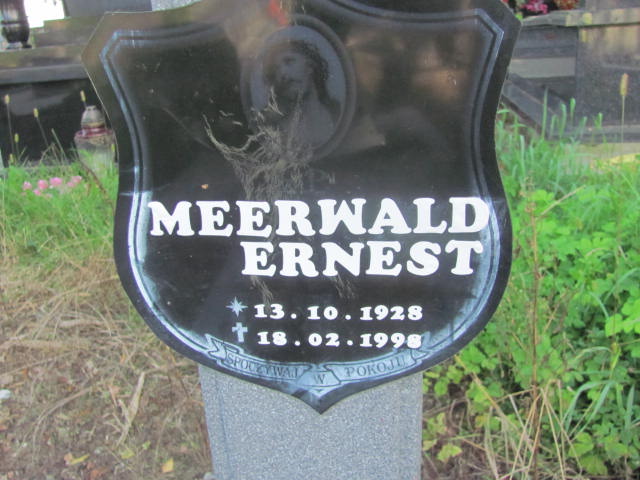 MEERWALD
ERNEST
* 13.10.1928
† 18.02.1998
SPOCZYWAJ W POKOJU